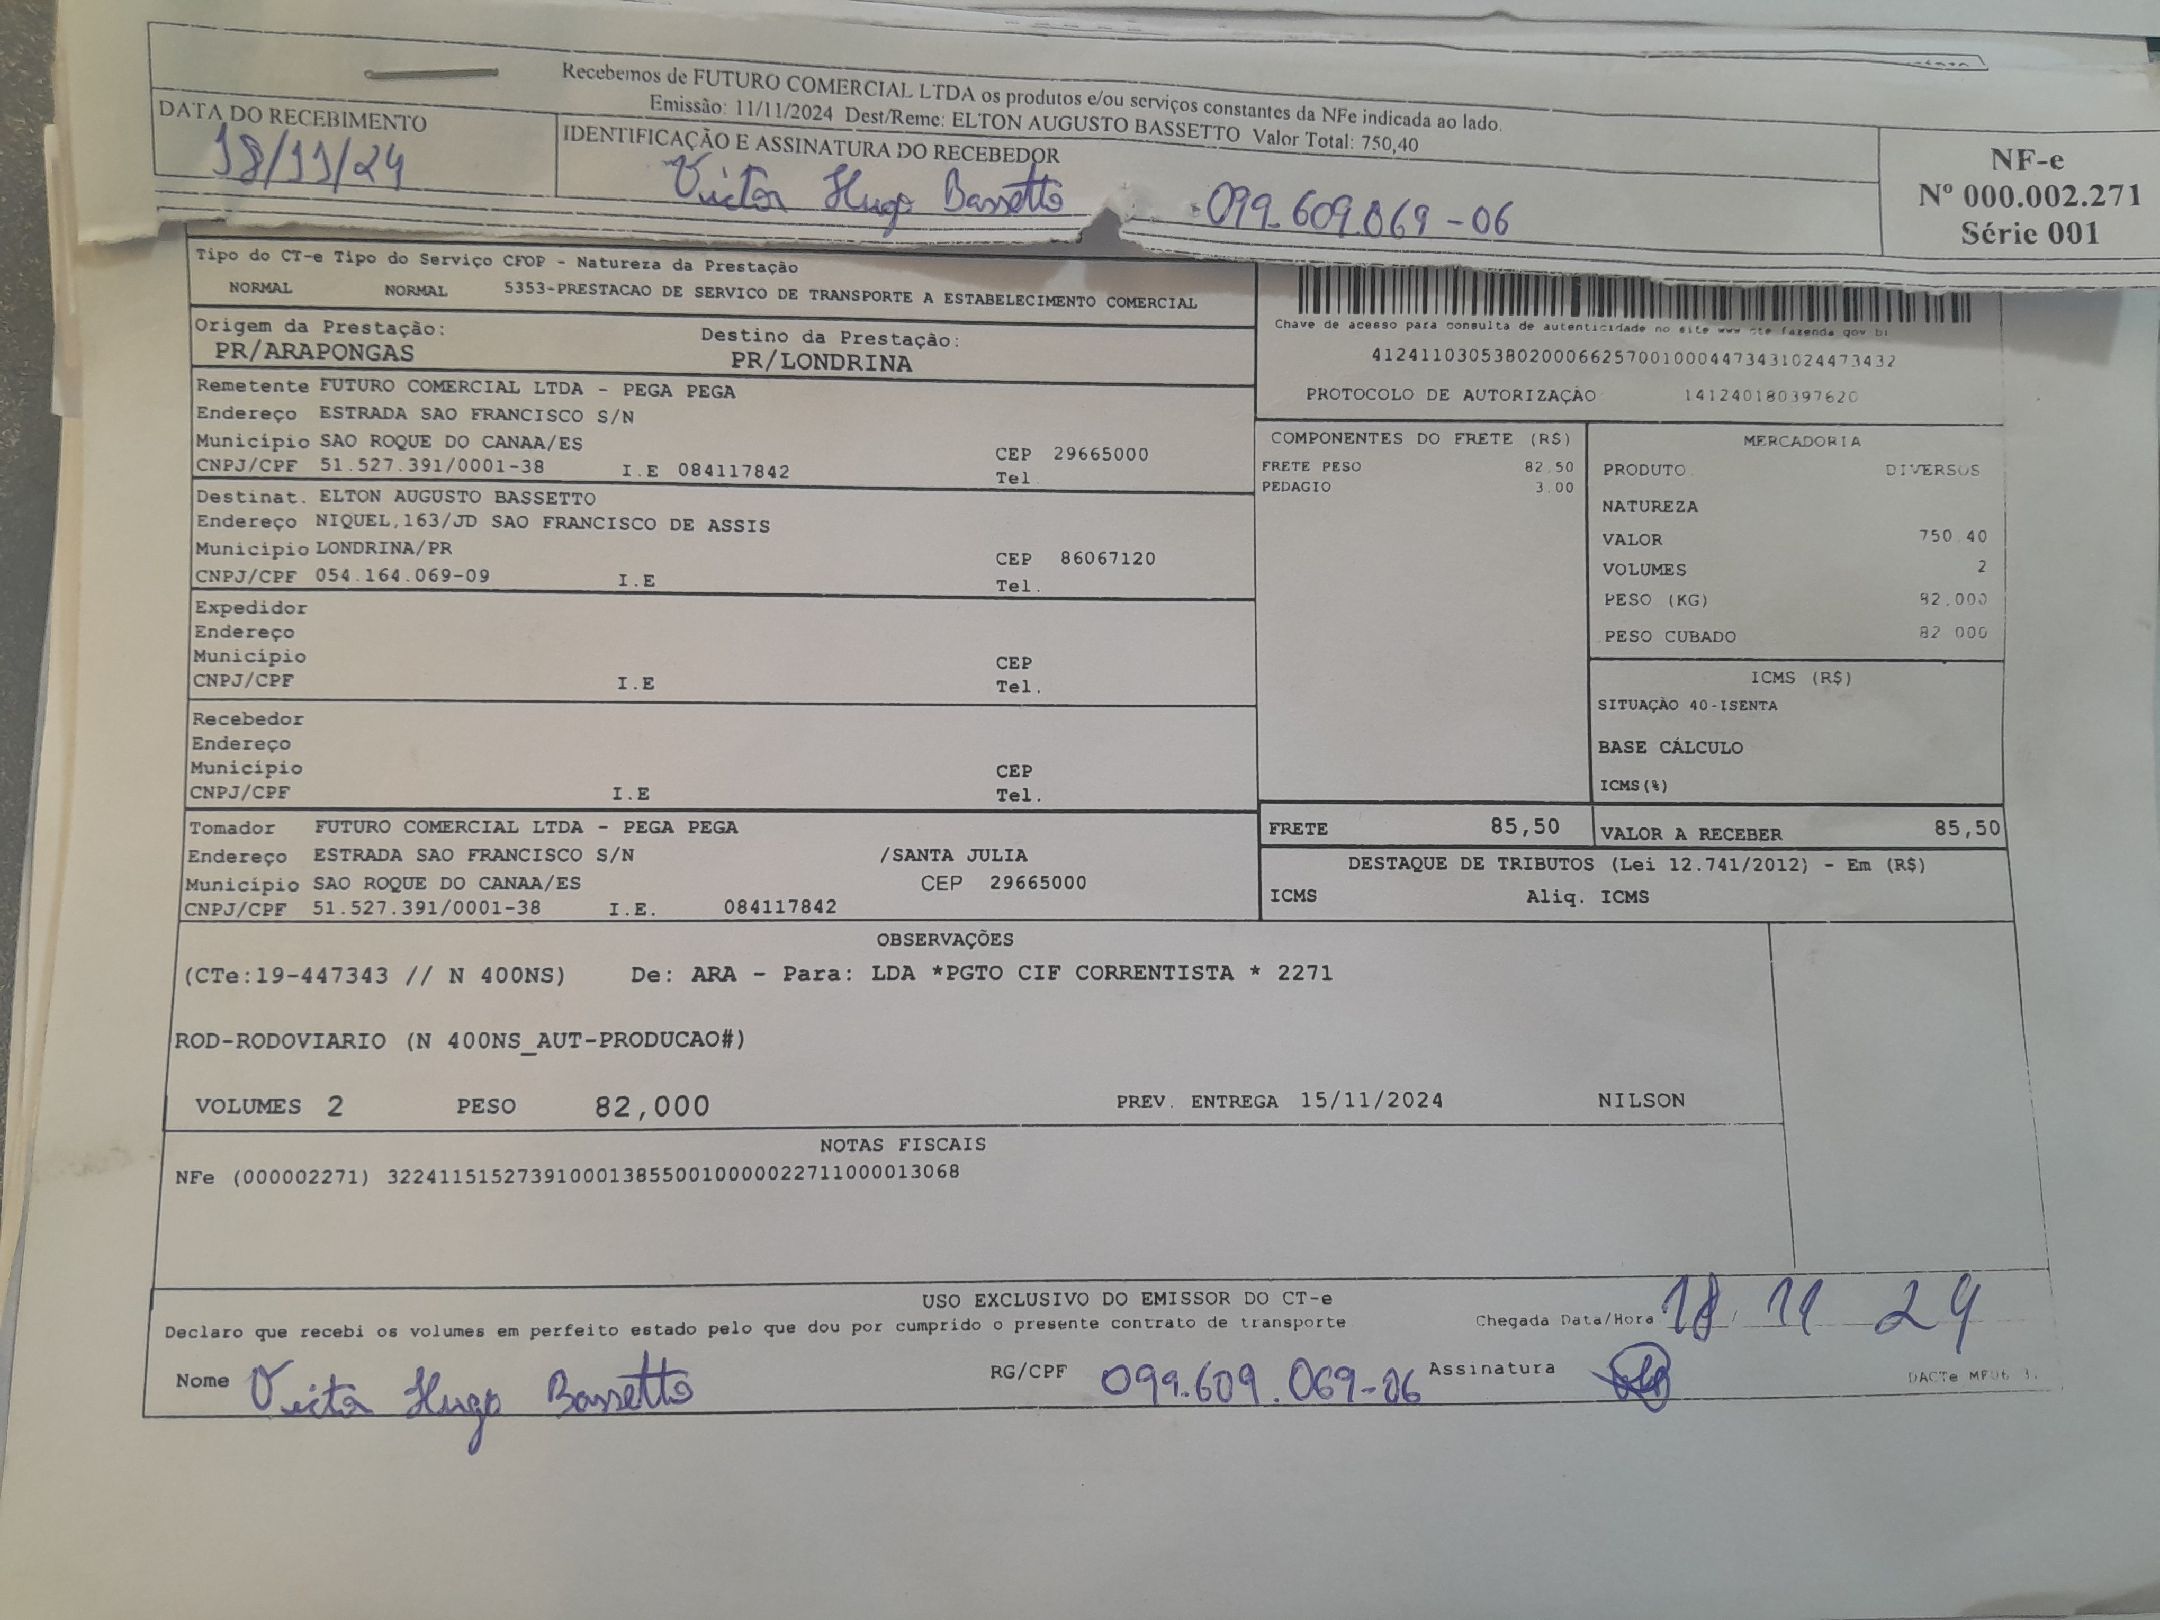 Recebemos de FUTURO COMERCIAL LTDA os produtos e/ou serviços constantes da NFe indicada ao lado.
Emissão: 11/11/2024 Dest/Reme: ELTON AUGUSTO BASSETTO Valor Total: 750,40
DATA DO RECEBIMENTO
18/11/24
IDENTIFICAÇÃO E ASSINATURA DO RECEBEDOR
Victor Hugo Bassetto 099.609.069-06
NF-e
Nº 000.002.271
Série 001
Tipo do CT-e Tipo do Serviço CFOP - Natureza da Prestação
NORMAL NORMAL 5353-PRESTACAO DE SERVICO DE TRANSPORTE A ESTABELECIMENTO COMERCIAL
Origem da Prestação: Destino da Prestação:
PR/ARAPONGAS PR/LONDRINA
Chave de acesso para consulta de autenticidade no site www cte fazenda gov br
41241103053802000662570010004473431024473432
PROTOCOLO DE AUTORIZAÇÃO 141240180397620
Remetente FUTURO COMERCIAL LTDA - PEGA PEGA
Endereço ESTRADA SAO FRANCISCO S/N
Município SAO ROQUE DO CANAA/ES CEP 29665000
CNPJ/CPF 51.527.391/0001-38 I.E 084117842 Tel.
Destinat. ELTON AUGUSTO BASSETTO
Endereço NIQUEL,163/JD SAO FRANCISCO DE ASSIS
Município LONDRINA/PR CEP 86067120
CNPJ/CPF 054.164.069-09 I.E Tel.
Expedidor
Endereço
Município CEP
CNPJ/CPF I.E Tel.
Recebedor
Endereço
Município CEP
CNPJ/CPF I.E Tel.
Tomador FUTURO COMERCIAL LTDA - PEGA PEGA
Endereço ESTRADA SAO FRANCISCO S/N /SANTA JULIA
Município SAO ROQUE DO CANAA/ES CEP 29665000
CNPJ/CPF 51.527.391/0001-38 I.E. 084117842
COMPONENTES DO FRETE (R$)
FRETE PESO 82.50
PEDAGIO 3.00
MERCADORIA
PRODUTO. DIVERSOS
NATUREZA
VALOR 750.40
VOLUMES 2
PESO (KG) 82,000
PESO CUBADO 82 000
ICMS (R$)
SITUAÇÃO 40-ISENTA
BASE CÁLCULO
ICMS(%)
FRETE 85,50 VALOR A RECEBER 85,50
DESTAQUE DE TRIBUTOS (Lei 12.741/2012) - Em (R$)
ICMS Aliq. ICMS
OBSERVAÇÕES
(CTe:19-447343 // N 400NS) De: ARA - Para: LDA *PGTO CIF CORRENTISTA * 2271
ROD-RODOVIARIO (N 400NS_AUT-PRODUCAO#)
VOLUMES 2 PESO 82,000 PREV. ENTREGA 15/11/2024 NILSON
NOTAS FISCAIS
NFe (000002271) 32241151527391000138550010000022711000013068
USO EXCLUSIVO DO EMISSOR DO CT-e
Declaro que recebi os volumes em perfeito estado pelo que dou por cumprido o presente contrato de transporte
Chegada Data/Hora 18 / 11 24
Nome Victor Hugo Bassetto RG/CPF 099.609.069-06 Assinatura
DACTe